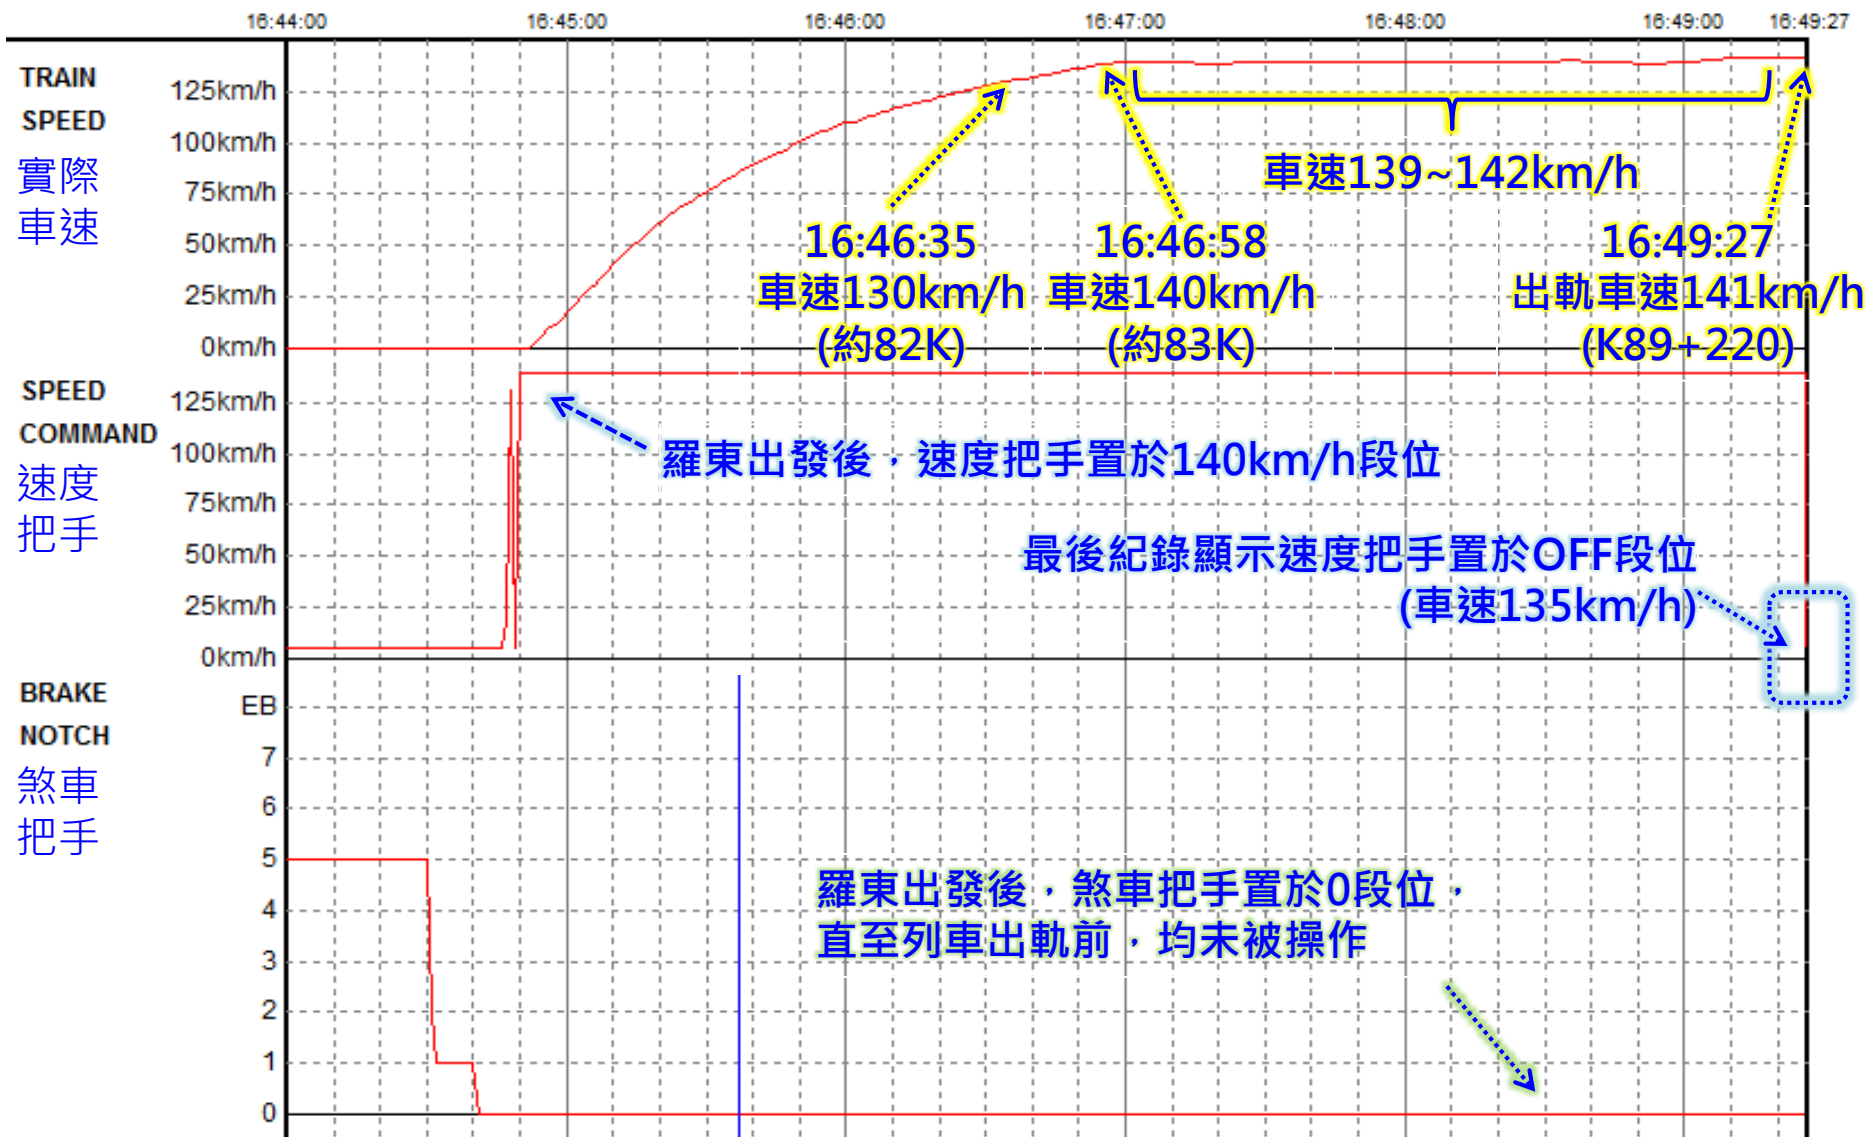 16:44:00 16:45:00 16:46:00 16:47:00 16:48:00 16:49:00 16:49:27
TRAIN
SPEED
實際
車速
125km/h
100km/h
75km/h
50km/h
25km/h
0km/h
車速139~142km/h
16:46:35
車速130km/h
(約82K)
16:46:58
車速140km/h
(約83K)
16:49:27
出軌車速141km/h
(K89+220)
SPEED
COMMAND
速度
把手
125km/h
100km/h
75km/h
50km/h
25km/h
0km/h
羅東出發後，速度把手置於140km/h段位
最後紀錄顯示速度把手置於OFF段位
(車速135km/h)
BRAKE
NOTCH
煞車
把手
EB
7
6
5
4
3
2
1
0
羅東出發後，煞車把手置於0段位，
直至列車出軌前，均未被操作